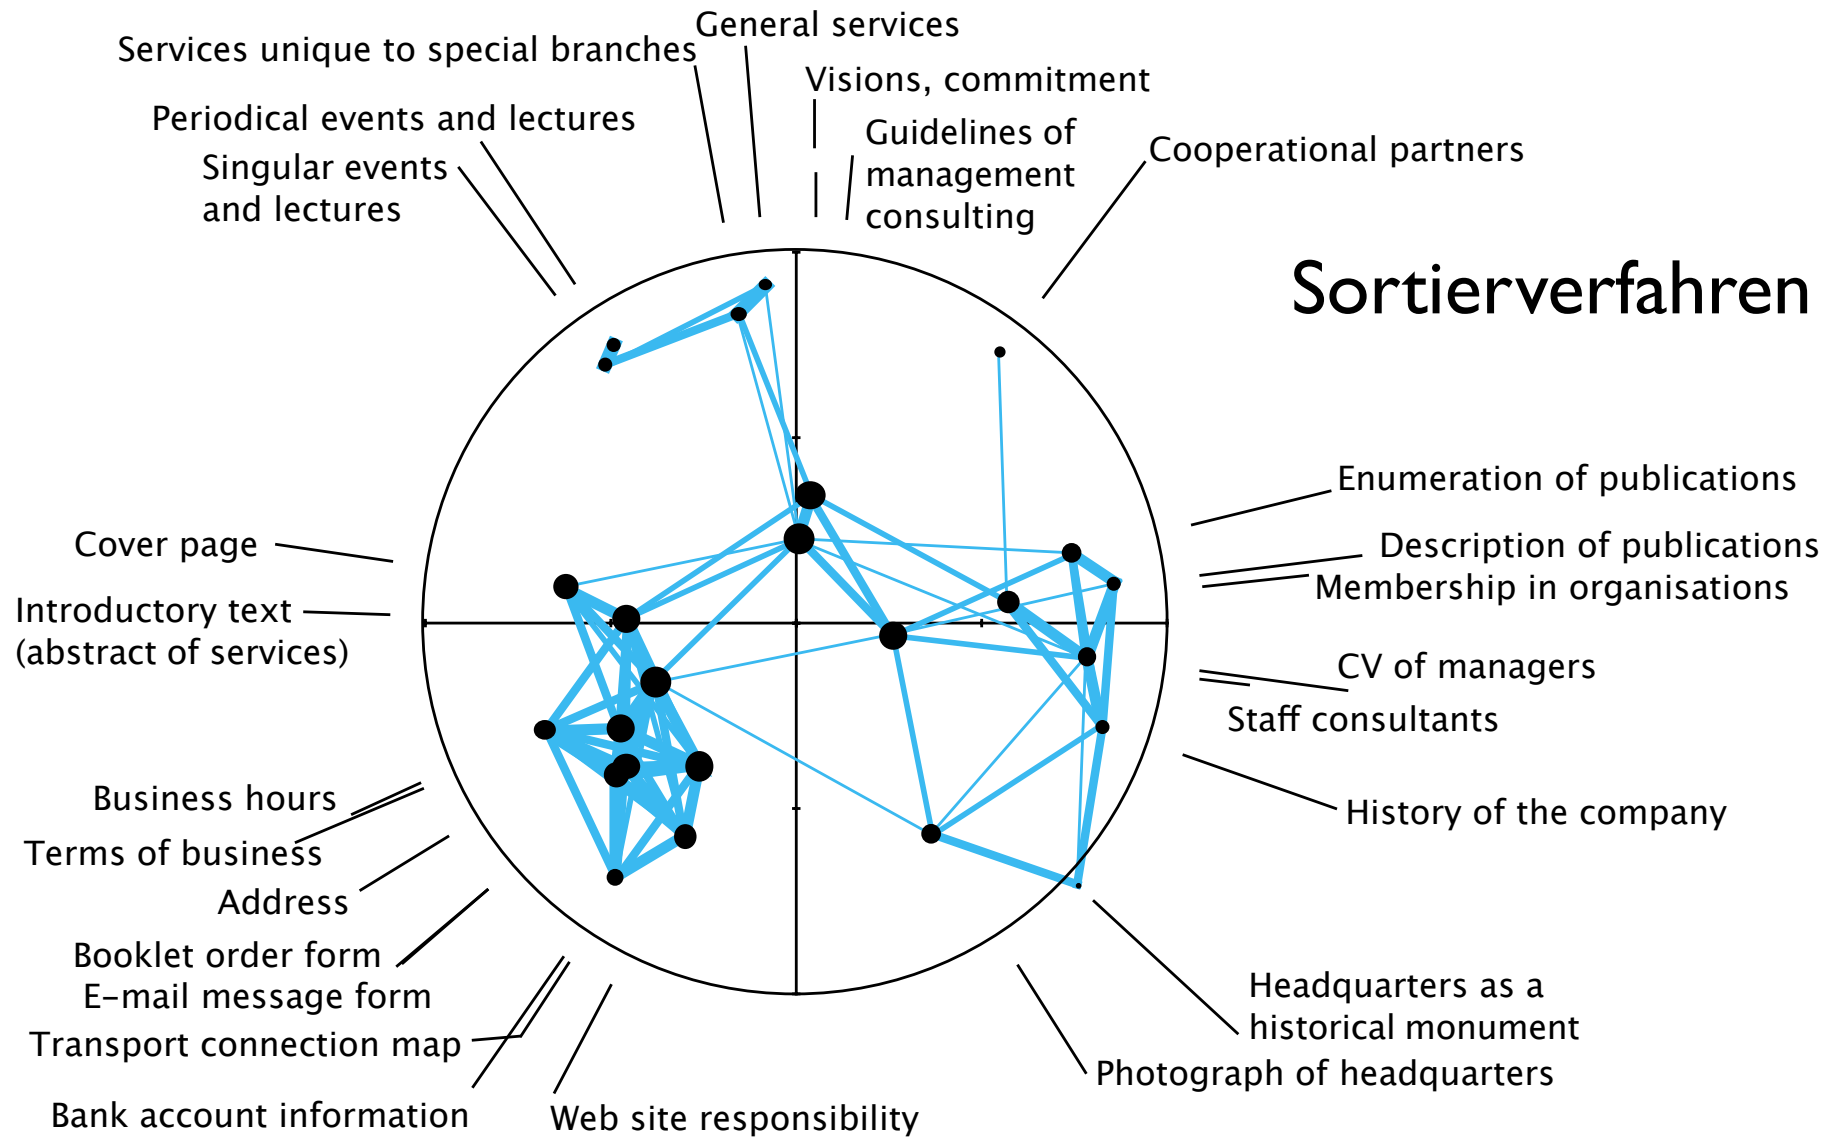 General services
Services unique to special branches
Visions, commitment
Periodical events and lectures
Guidelines of
management
consulting
Cooperational partners
Singular events
and lectures
Sortierverfahren
Enumeration of publications
Cover page
Description of publications
Membership in organisations
Introductory text
(abstract of services)
CV of managers
Staff consultants
Business hours
History of the company
Terms of business
Address
Booklet order form
E-mail message form
Headquarters as a
historical monument
Transport connection map
Photograph of headquarters
Bank account information
Web site responsibility